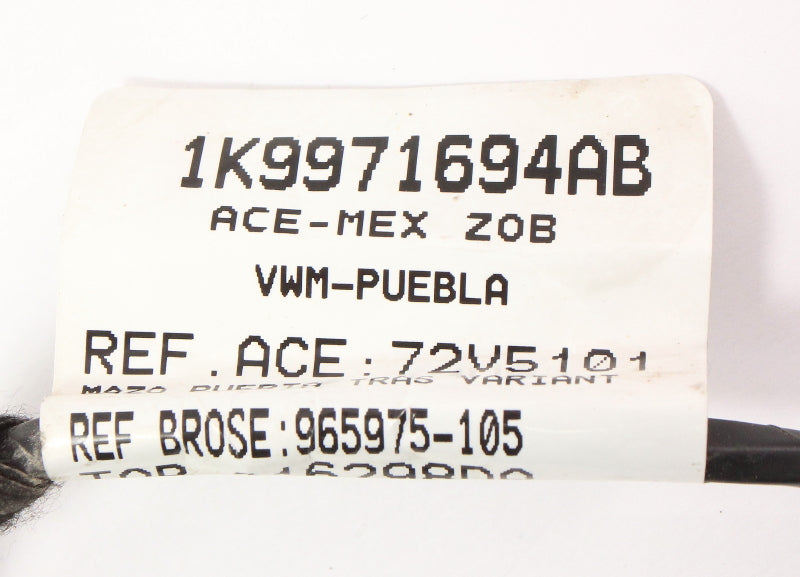 1K9971694AB
ACE-MEX ZOB
VWM-PUEBLA
REF.ACE:72V5101
MAZO PUERTA TRAS VARIANT
REF BROSE:965975-105